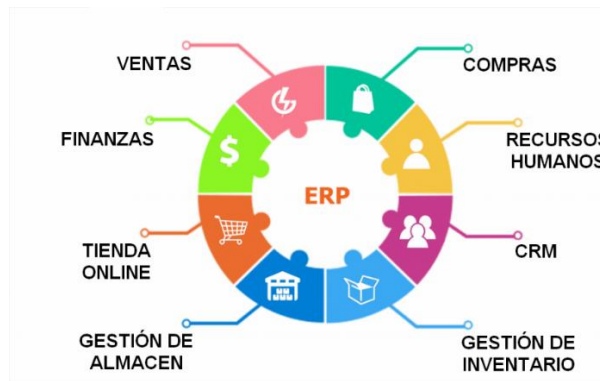 VENTAS
COMPRAS
FINANZAS
RECURSOS
HUMANOS
ERP
TIENDA
ONLINE
CRM
GESTIÓN DE
ALMACEN
GESTIÓN DE
INVENTARIO